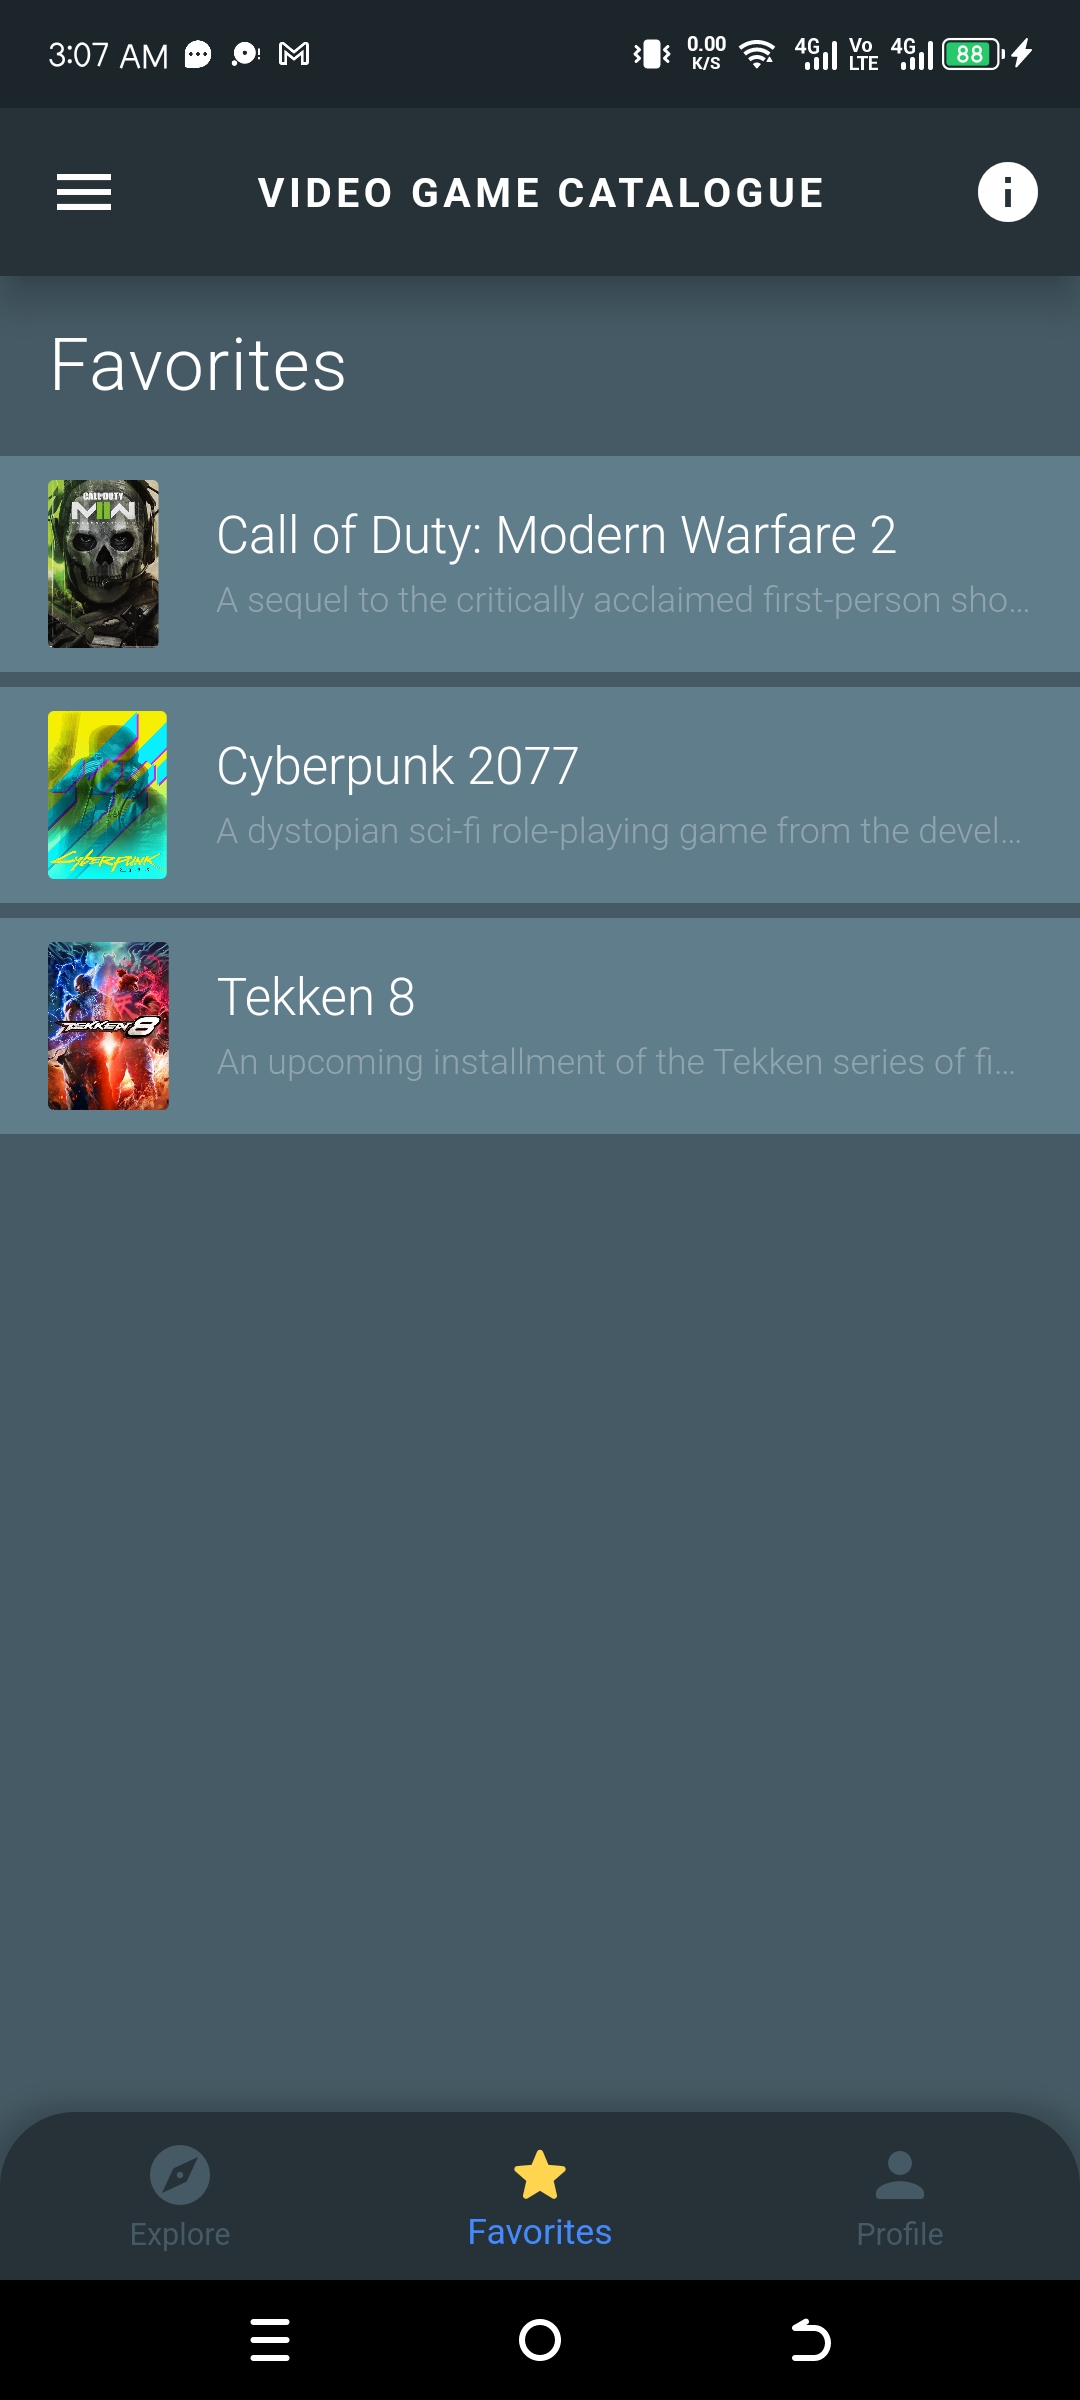 3:07 AM
0.00
K/S
4G
Vo
LTE
4G
88
VIDEO GAME CATALOGUE
Favorites
CALL OF DUTY
MWII
Call of Duty: Modern Warfare 2
A sequel to the critically acclaimed first-person sho...
CYBERPUNK
Cyberpunk 2077
A dystopian sci-fi role-playing game from the devel...
TEKKEN 8
Tekken 8
An upcoming installment of the Tekken series of fi...
Explore
Favorites
Profile